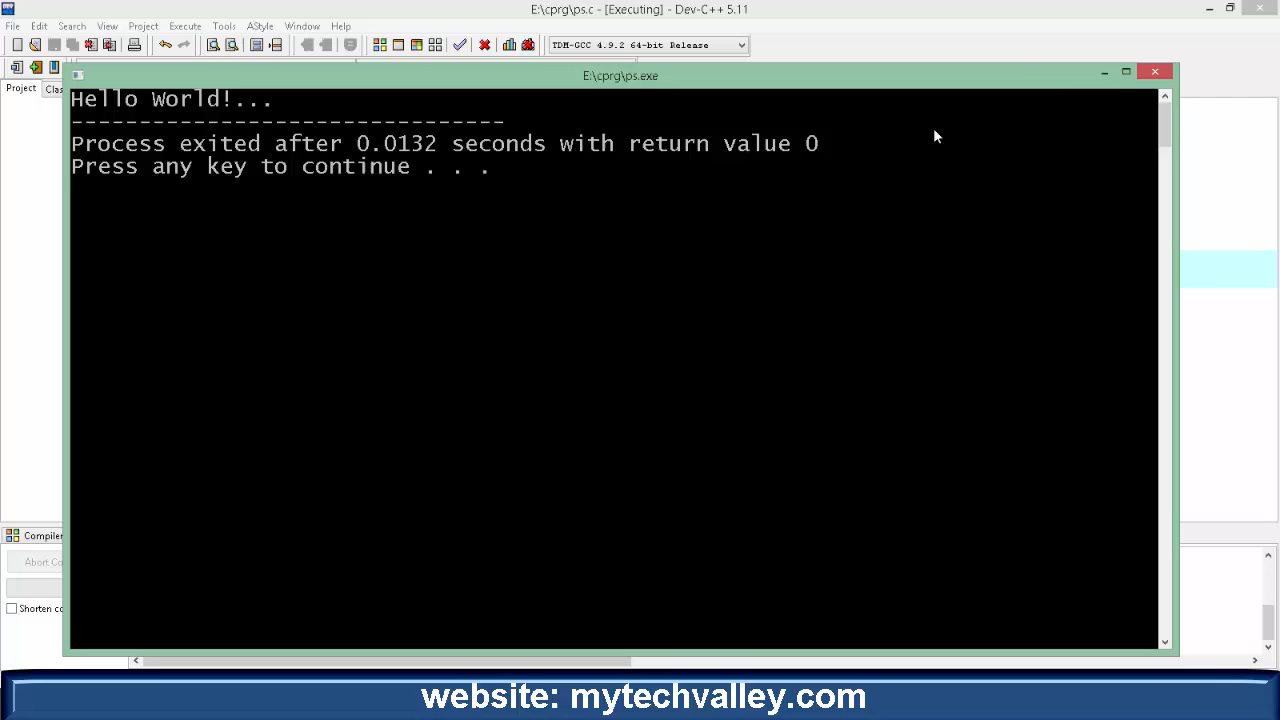 E:\cprg\ps.c - [Executing] - Dev-C++ 5.11
File Edit Search View Project Execute Tools AStyle Window Help
TDM-GCC 4.9.2 64-bit Release
E:\cprg\ps.exe
Project
Hello World!...
--------------------------------
Process exited after 0.0132 seconds with return value 0
Press any key to continue . . .
Compiler
Abort Co
Shorten co
website: mytechvalley.com